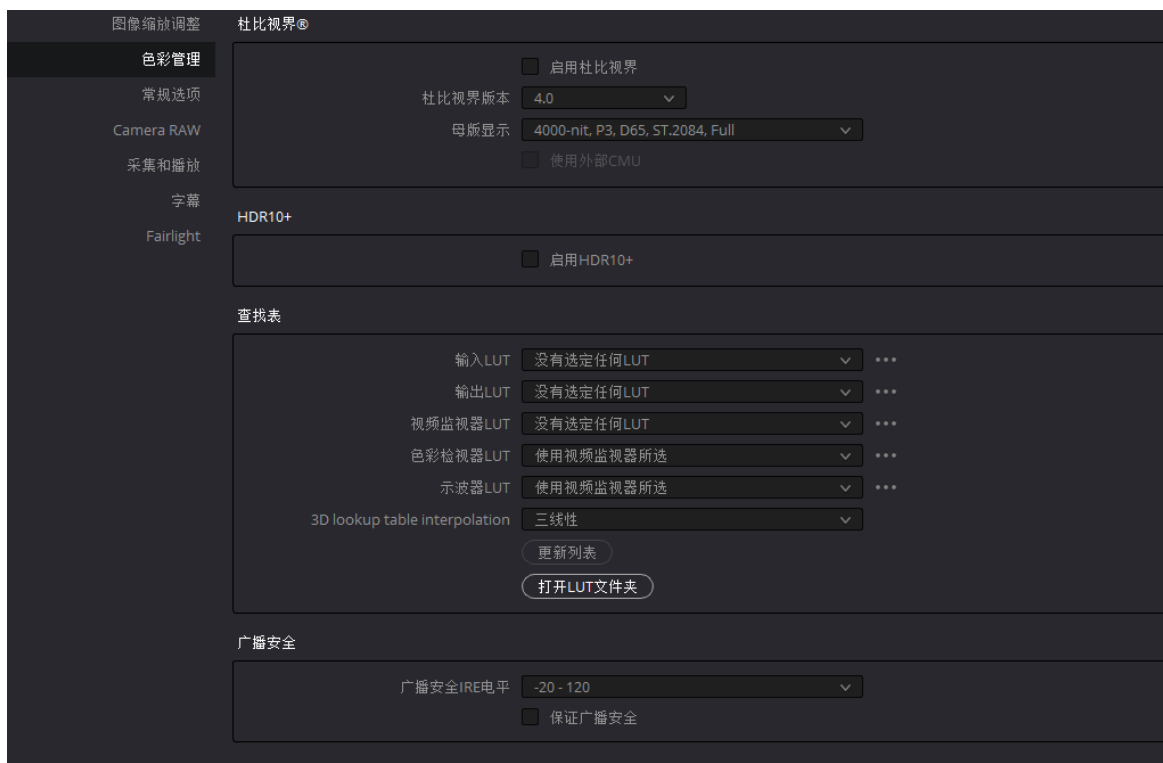 图像缩放调整
杜比视界®
色彩管理
启用杜比视界
常规选项
杜比视界版本 4.0
Camera RAW
母版显示 4000-nit, P3, D65, ST.2084, Full
采集和播放
使用外部CMU
字幕
HDR10+
Fairlight
启用HDR10+
查找表
输入LUT 没有选定任何LUT
输出LUT 没有选定任何LUT
视频监视器LUT 没有选定任何LUT
色彩检视器LUT 使用视频监视器所选
示波器LUT 使用视频监视器所选
3D lookup table interpolation 三线性
更新列表
打开LUT文件夹
广播安全
广播安全IRE电平 -20 - 120
保证广播安全